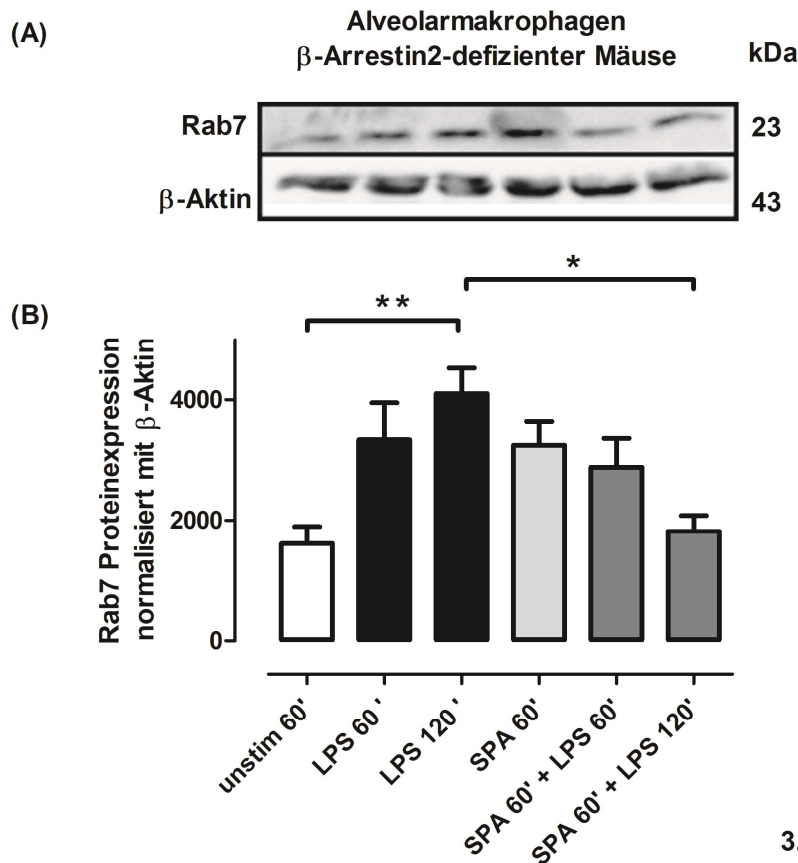 (A)
Alveolarmakrophagen
β-Arrestin2-defizienter Mäuse
kDa
Rab7
23
β-Aktin
43
(B)
**
*
Rab7 Proteinexpression
normalisiert mit β-Aktin
4000
2000
0
unstim 60'
LPS 60 '
LPS 120 '
SPA 60'
SPA 60' + LPS 60'
SPA 60' + LPS 120'
3.